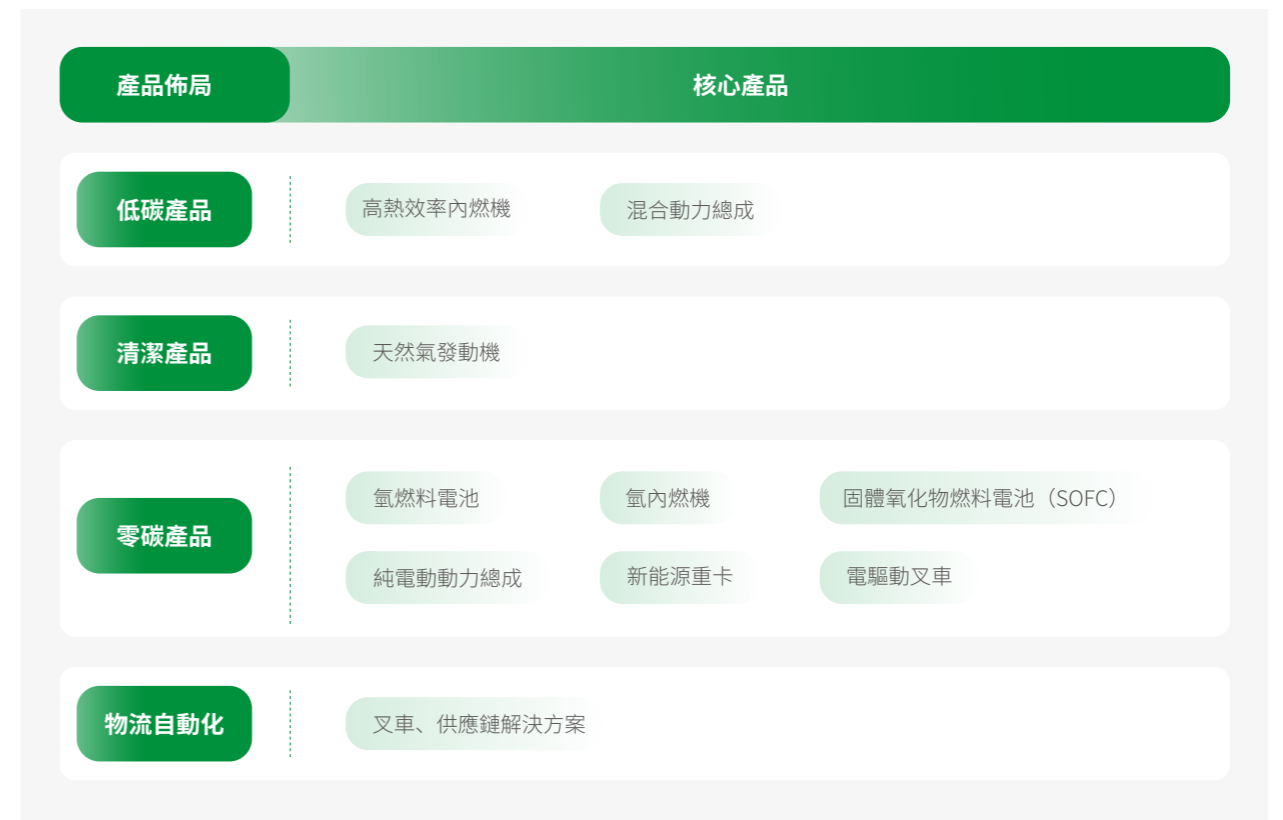 產品佈局
核心產品
低碳產品
高熱效率內燃機
混合動力總成
清潔產品
天然氣發動機
零碳產品
氫燃料電池
氫內燃機
固體氧化物燃料電池（SOFC）
純電動動力總成
新能源重卡
電驅動叉車
物流自動化
叉車、供應鏈解決方案